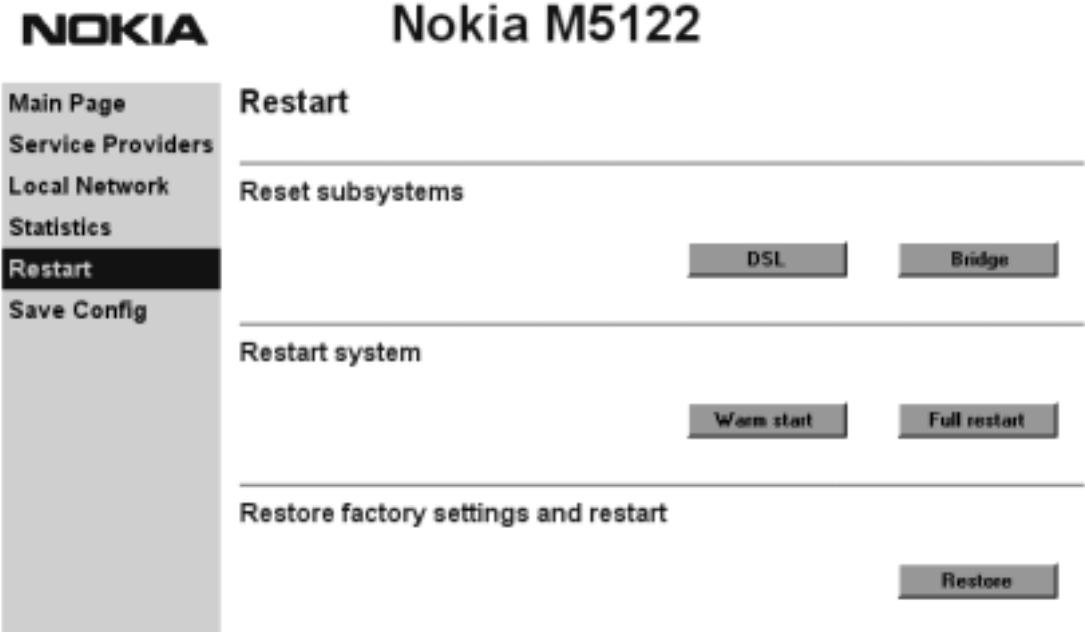 NOKIA
Nokia M5122
Main Page
Service Providers
Local Network
Statistics
Restart
Save Config
Restart
Reset subsystems
DSL
Bridge
Restart system
Warm start
Full restart
Restore factory settings and restart
Restore